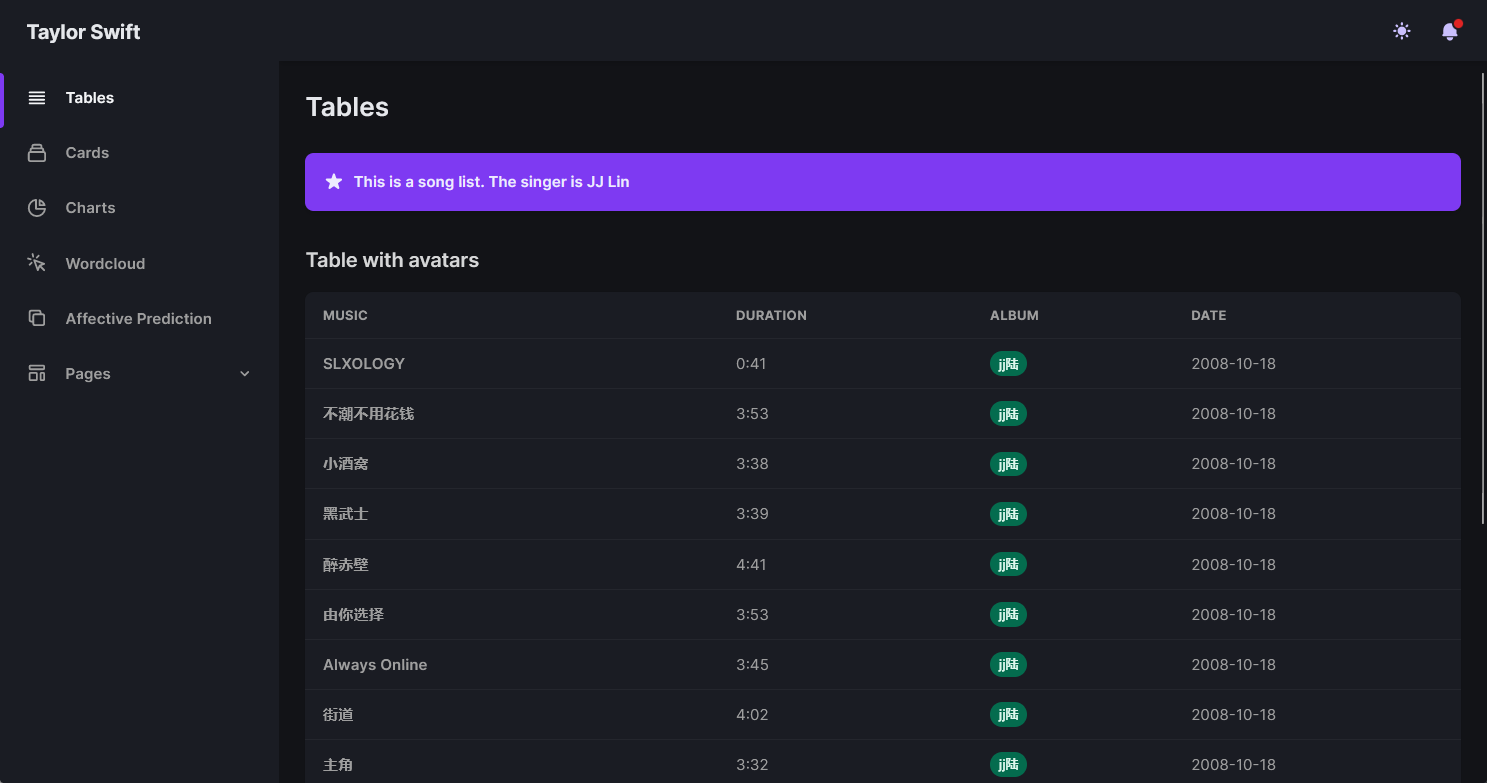 Taylor Swift
Tables
Cards
Charts
Wordcloud
Affective Prediction
Pages
Tables
This is a song list. The singer is JJ Lin
Table with avatars
MUSIC DURATION ALBUM DATE
SLXOLOGY 0:41 jj陆 2008-10-18
不潮不用花钱 3:53 jj陆 2008-10-18
小酒窝 3:38 jj陆 2008-10-18
黑武士 3:39 jj陆 2008-10-18
醉赤壁 4:41 jj陆 2008-10-18
由你选择 3:53 jj陆 2008-10-18
Always Online 3:45 jj陆 2008-10-18
街道 4:02 jj陆 2008-10-18
主角 3:32 jj陆 2008-10-18